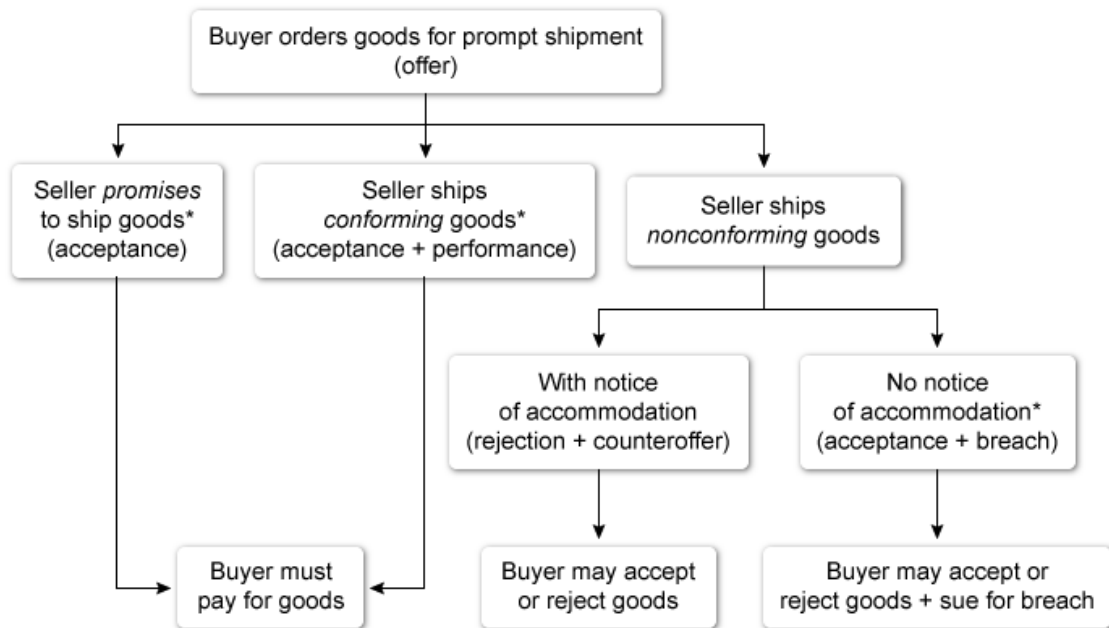 Buyer orders goods for prompt shipment
(offer)
Seller promises
to ship goods*
(acceptance)
Seller ships
conforming goods*
(acceptance + performance)
Seller ships
nonconforming goods
With notice
of accommodation
(rejection + counteroffer)
No notice
of accommodation*
(acceptance + breach)
Buyer must
pay for goods
Buyer may accept
or reject goods
Buyer may accept or
reject goods + sue for breach